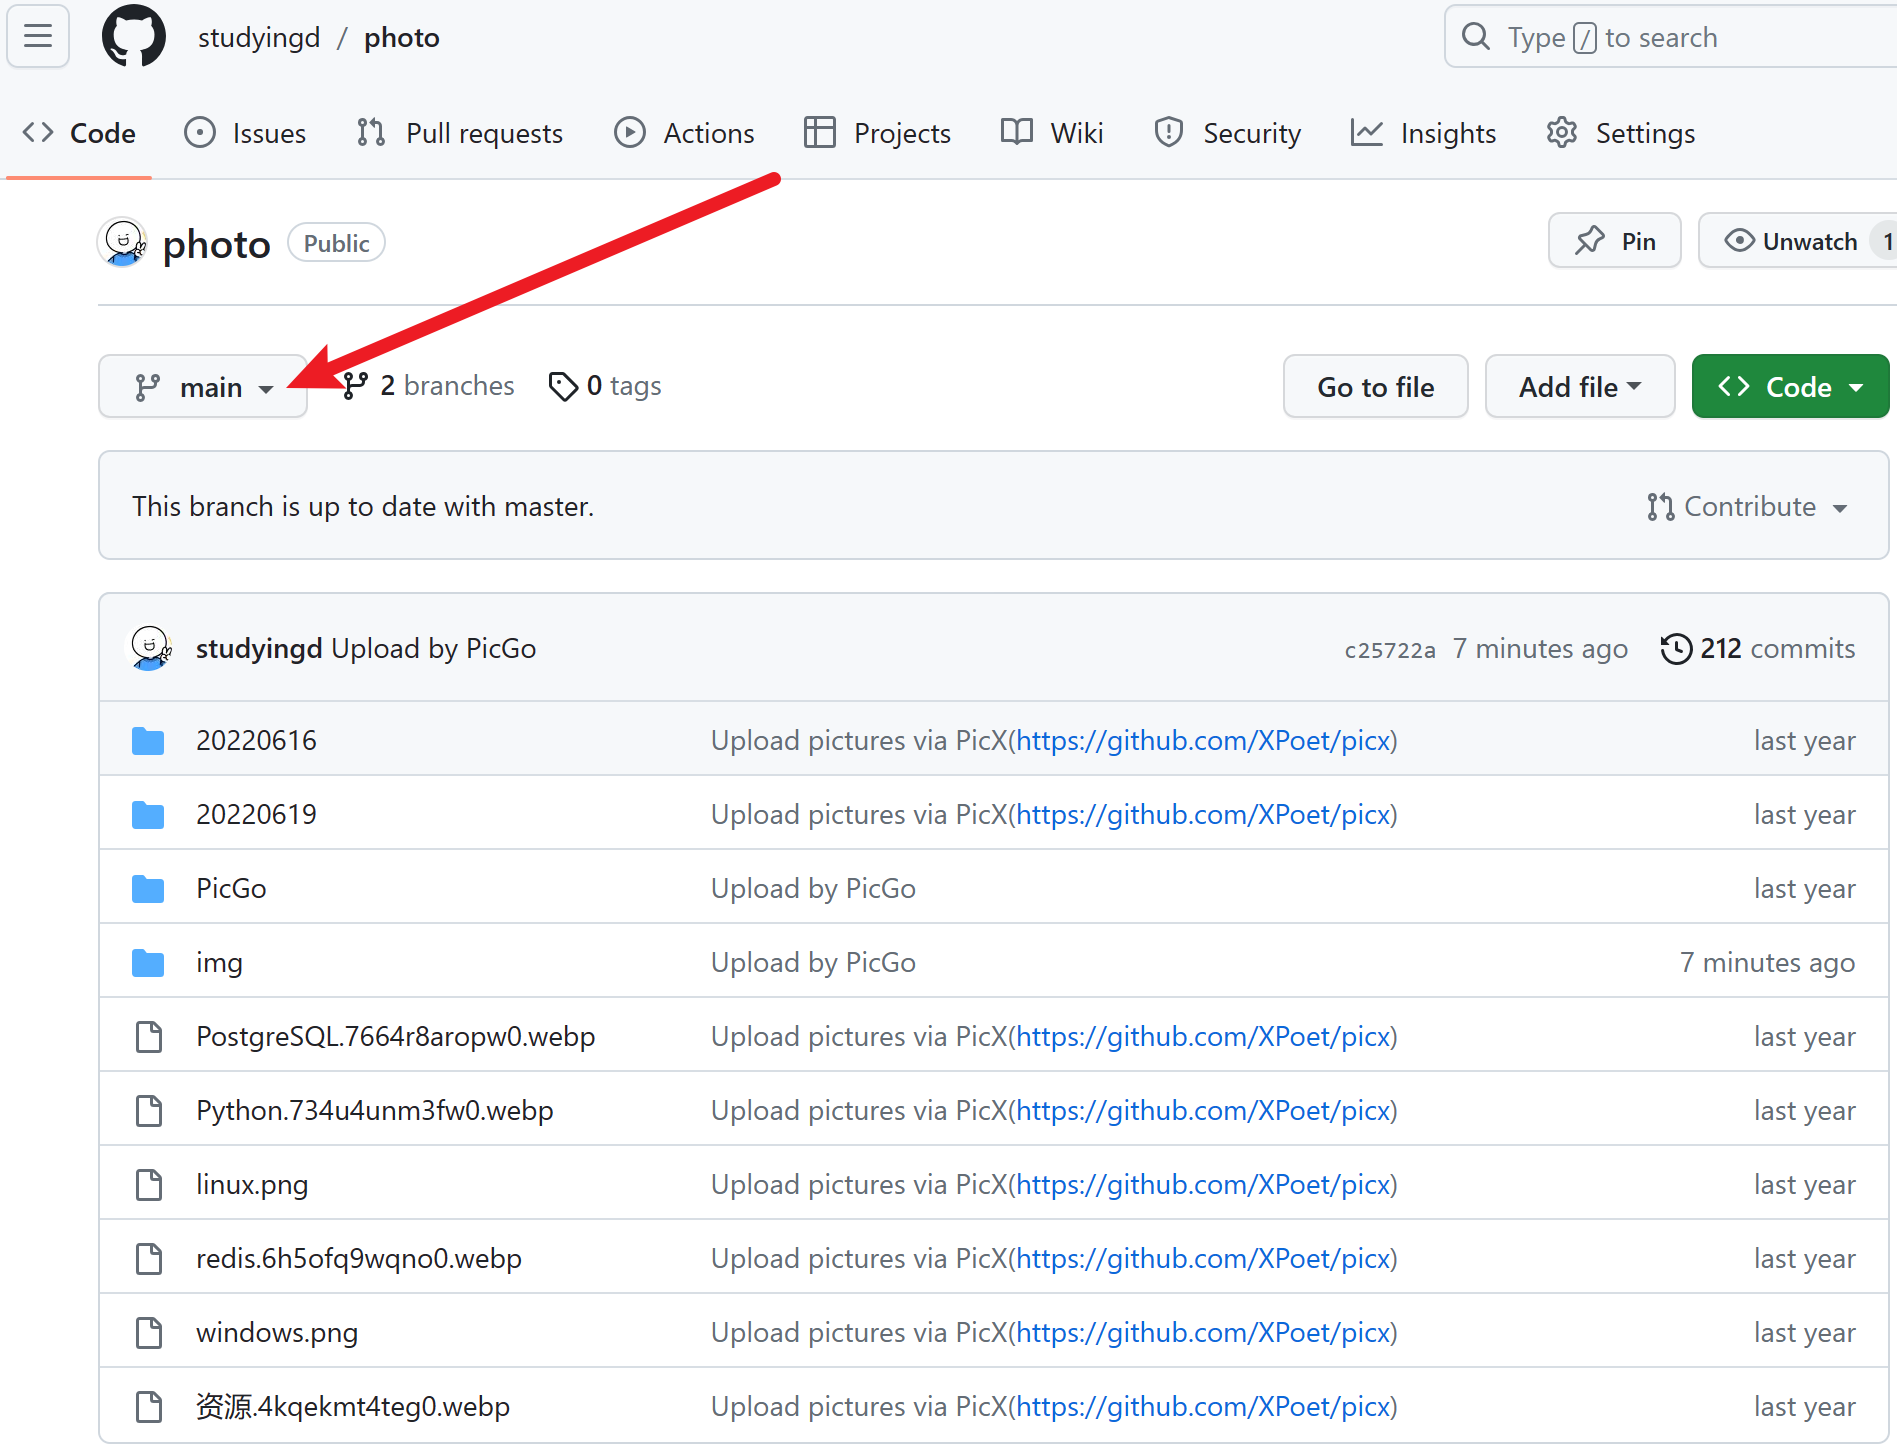 studyingd / photo
Type / to search
Code Issues Pull requests Actions Projects Wiki Security Insights Settings
photo Public
Pin Unwatch 1
main 2 branches 0 tags
Go to file Add file Code
This branch is up to date with master.
Contribute
studyingd Upload by PicGo c25722a 7 minutes ago 212 commits
20220616 Upload pictures via PicX(https://github.com/XPoet/picx) last year
20220619 Upload pictures via PicX(https://github.com/XPoet/picx) last year
PicGo Upload by PicGo last year
img Upload by PicGo 7 minutes ago
PostgreSQL.7664r8aropw0.webp Upload pictures via PicX(https://github.com/XPoet/picx) last year
Python.734u4unm3fw0.webp Upload pictures via PicX(https://github.com/XPoet/picx) last year
linux.png Upload pictures via PicX(https://github.com/XPoet/picx) last year
redis.6h5ofq9wqno0.webp Upload pictures via PicX(https://github.com/XPoet/picx) last year
windows.png Upload pictures via PicX(https://github.com/XPoet/picx) last year
资源.4kqekmt4teg0.webp Upload pictures via PicX(https://github.com/XPoet/picx) last year